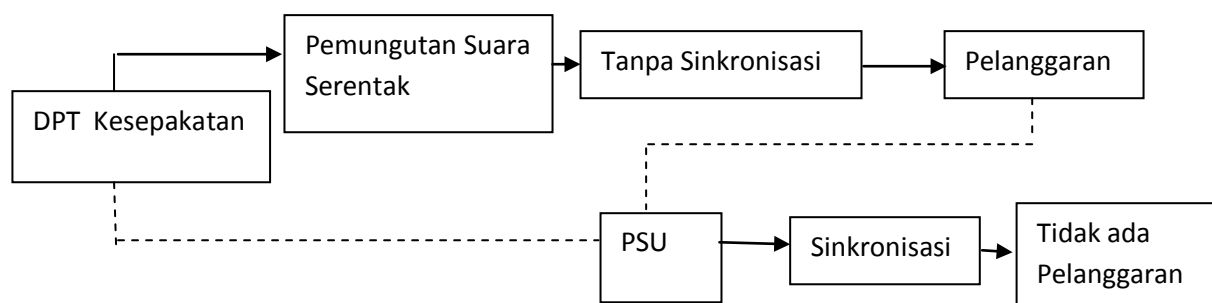 DPT Kesepakatan
Pemungutan Suara
Serentak
Tanpa Sinkronisasi
Pelanggaran
PSU
Sinkronisasi
Tidak ada
Pelanggaran